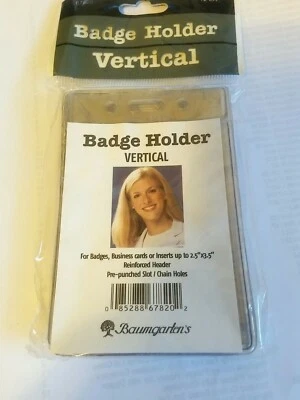 Badge Holder
Vertical
Badge Holder
VERTICAL
For Badges, Business cards or Inserts up to 2.5"x3.5"
Reinforced Header
Pre-punched Slot / Chain Holes
0 85288 67820 2
Baumgarten's